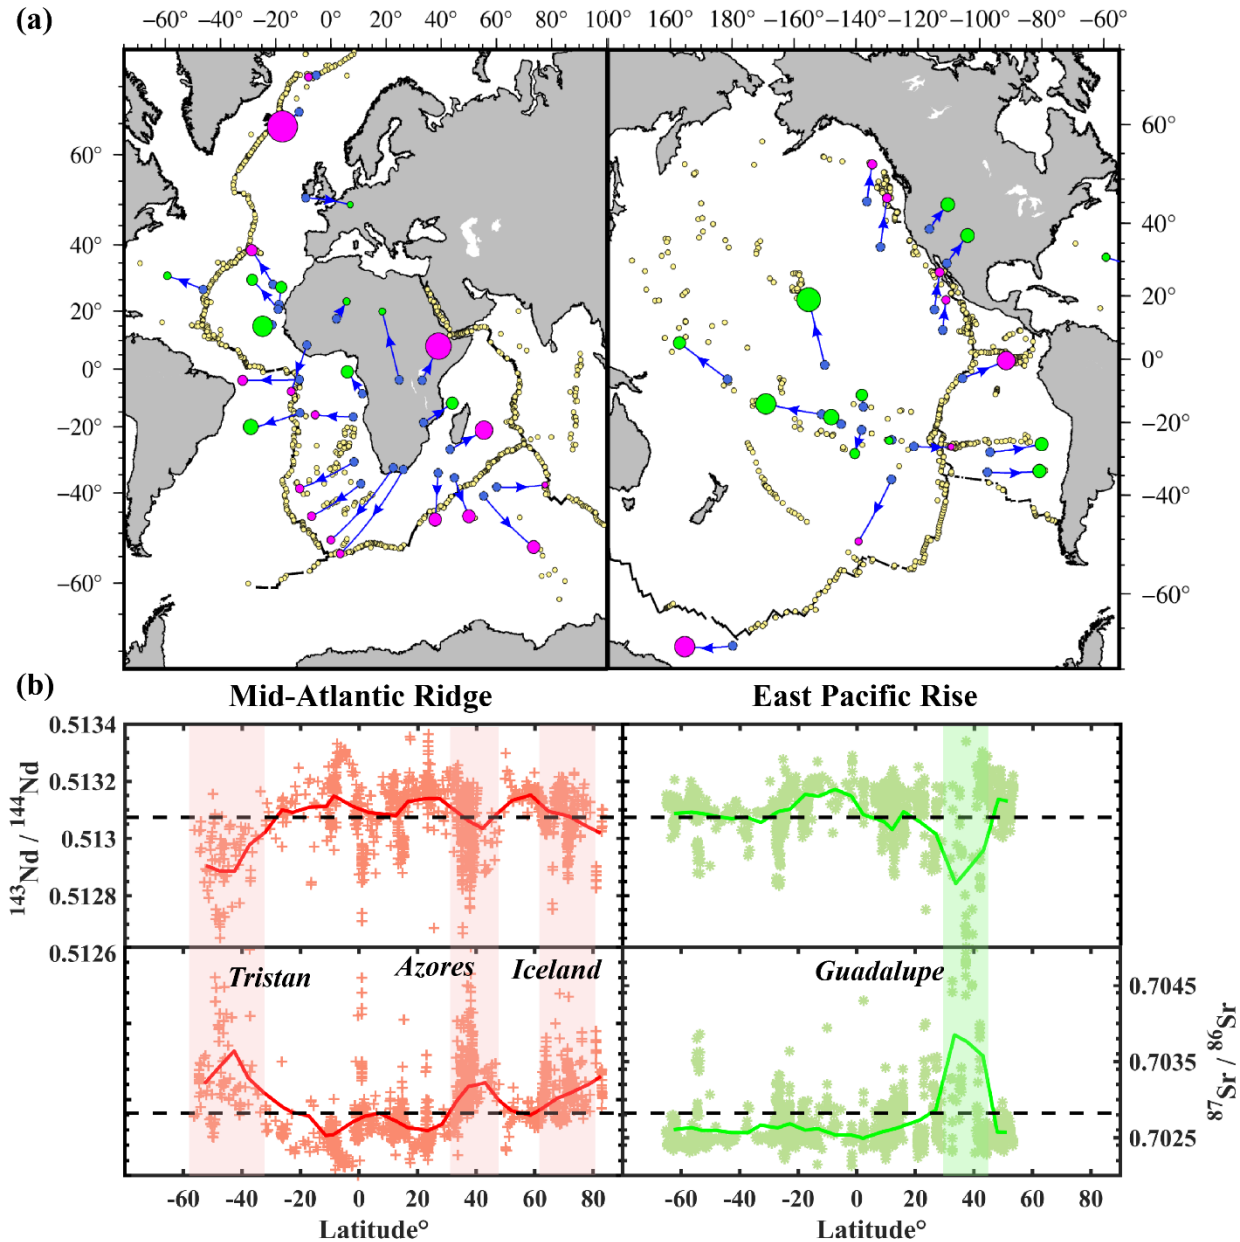 (a)
−60° −40° −20° 0° 20° 40° 60° 80° 100° 160° 180° −160° −140° −120° −100° −80° −60°
60° 60°
40° 40°
20° 20°
0° 0°
−20° −20°
−40° −40°
−60° −60°
(b)
Mid-Atlantic Ridge East Pacific Rise
0.5134
0.5132
0.513
0.5128
0.5126
143Nd / 144Nd
Tristan Azores Iceland Guadalupe
0.7045
0.7035
0.7025
87Sr / 86Sr
-60 -40 -20 0 20 40 60 80 -60 -40 -20 0 20 40 60 80
Latitude° Latitude°